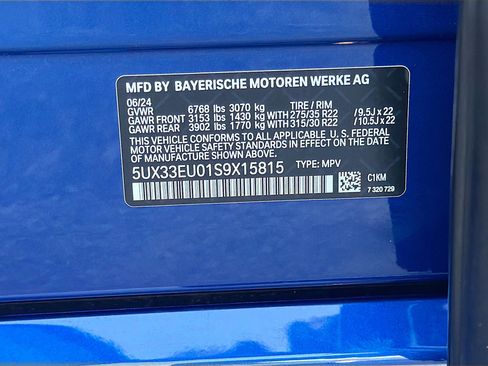 MFD BY BAYERISCHE MOTOREN WERKE AG
06/24
GVWR 6768 lbs 3070 kg TIRE / RIM
GAWR FRONT 3153 lbs 1430 kg WITH 275/35 R22 / 9.5J x 22
GAWR REAR 3902 lbs 1770 kg WITH 315/30 R22 / 10.5J x 22
THIS VEHICLE CONFORMS TO ALL APPLICABLE U. S. FEDERAL
MOTOR VEHICLE SAFETY STANDARDS IN EFFECT ON THE
DATE OF MANUFACTURE SHOWN ABOVE.
5UX33EU01S9X15815 TYPE: MPV
C1KM
7 320 729